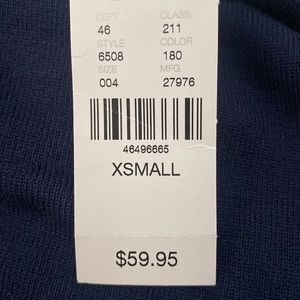 DEPT CLASS
46 211
STYLE COLOR
6508 180
SIZE MFG
004 27976
46496665
XSMALL
$59.95